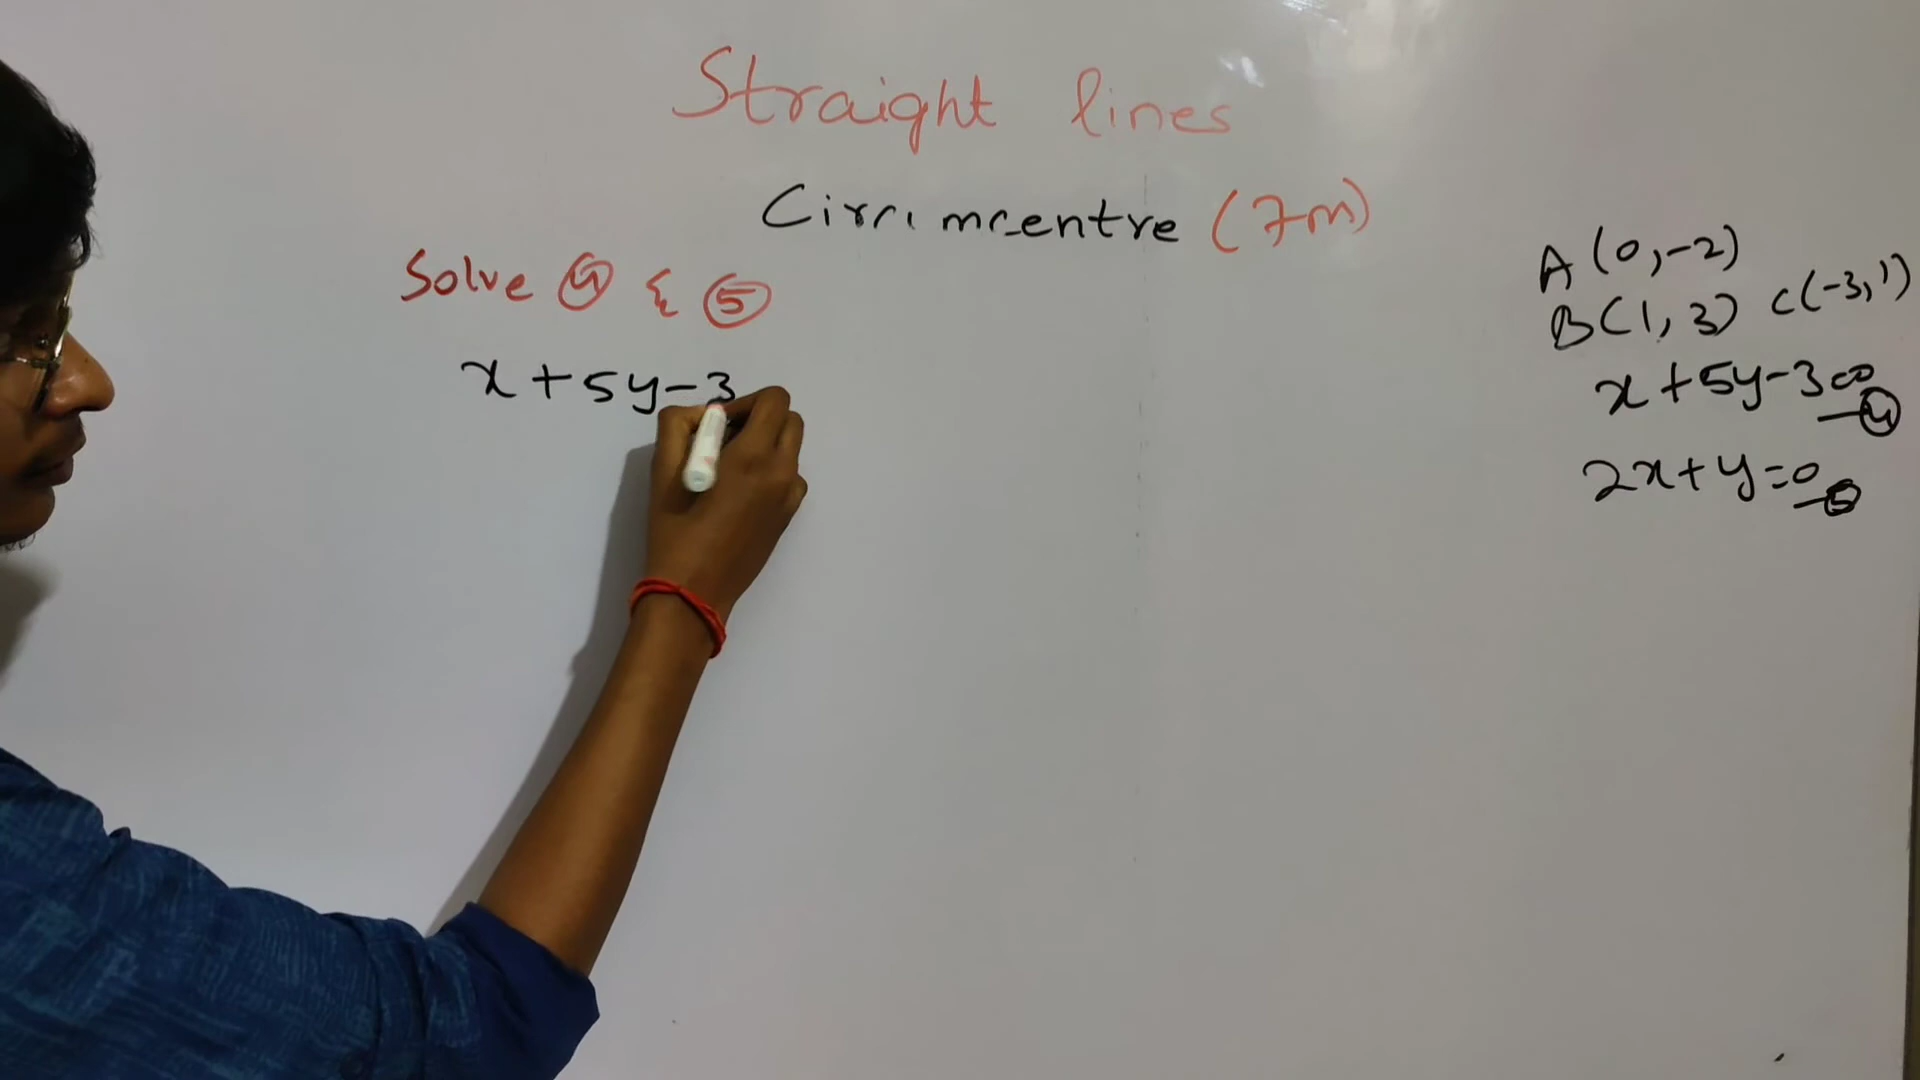 Straight lines
Circumcentre (7m)
Solve ④ & ⑤
x + 5y - 3
A (0, -2)
B (1, 3) C (-3, 1)
x + 5y - 3 = 0 - ④
2x + y = 0 - ⑤